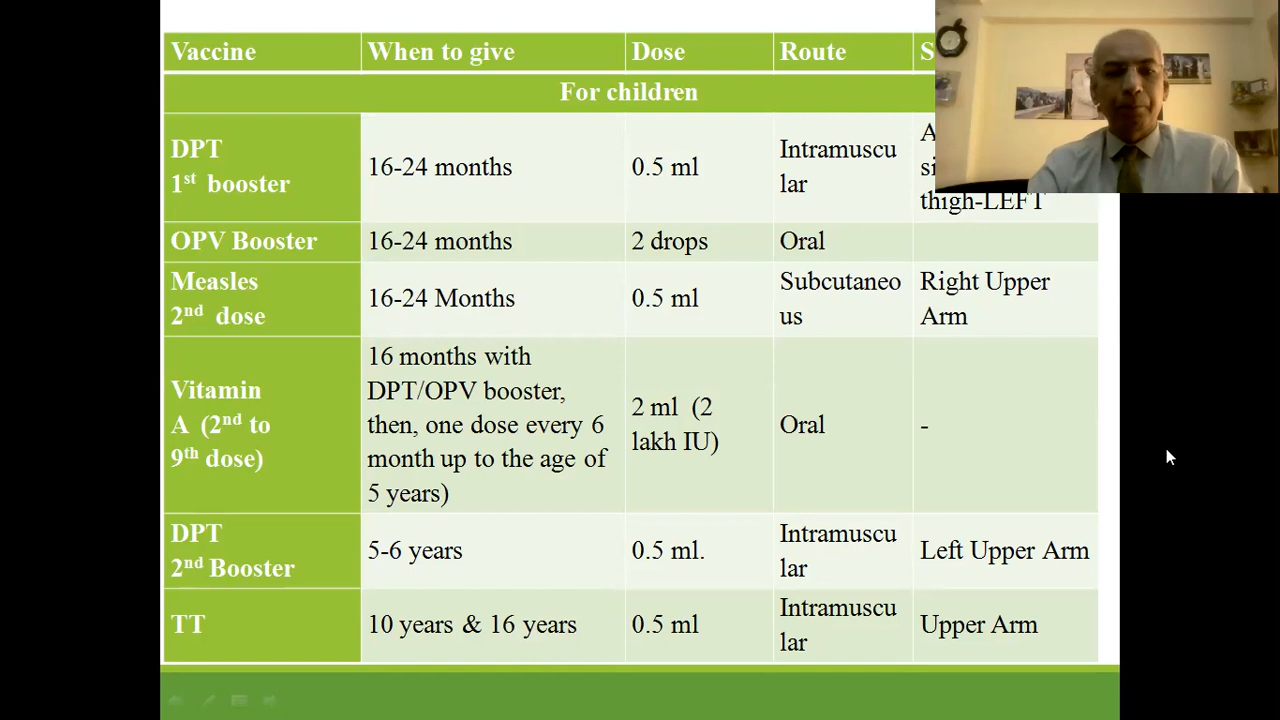 Vaccine
When to give
Dose
Route
For children
DPT
1st booster
16-24 months
0.5 ml
Intramuscu
lar
thigh-LEFT
OPV Booster
16-24 months
2 drops
Oral
Measles
2nd dose
16-24 Months
0.5 ml
Subcutaneo
us
Right Upper
Arm
Vitamin
A (2nd to
9th dose)
16 months with
DPT/OPV booster,
then, one dose every 6
month up to the age of
5 years)
2 ml (2
lakh IU)
Oral
-
DPT
2nd Booster
5-6 years
0.5 ml.
Intramuscu
lar
Left Upper Arm
TT
10 years & 16 years
0.5 ml
Intramuscu
lar
Upper Arm